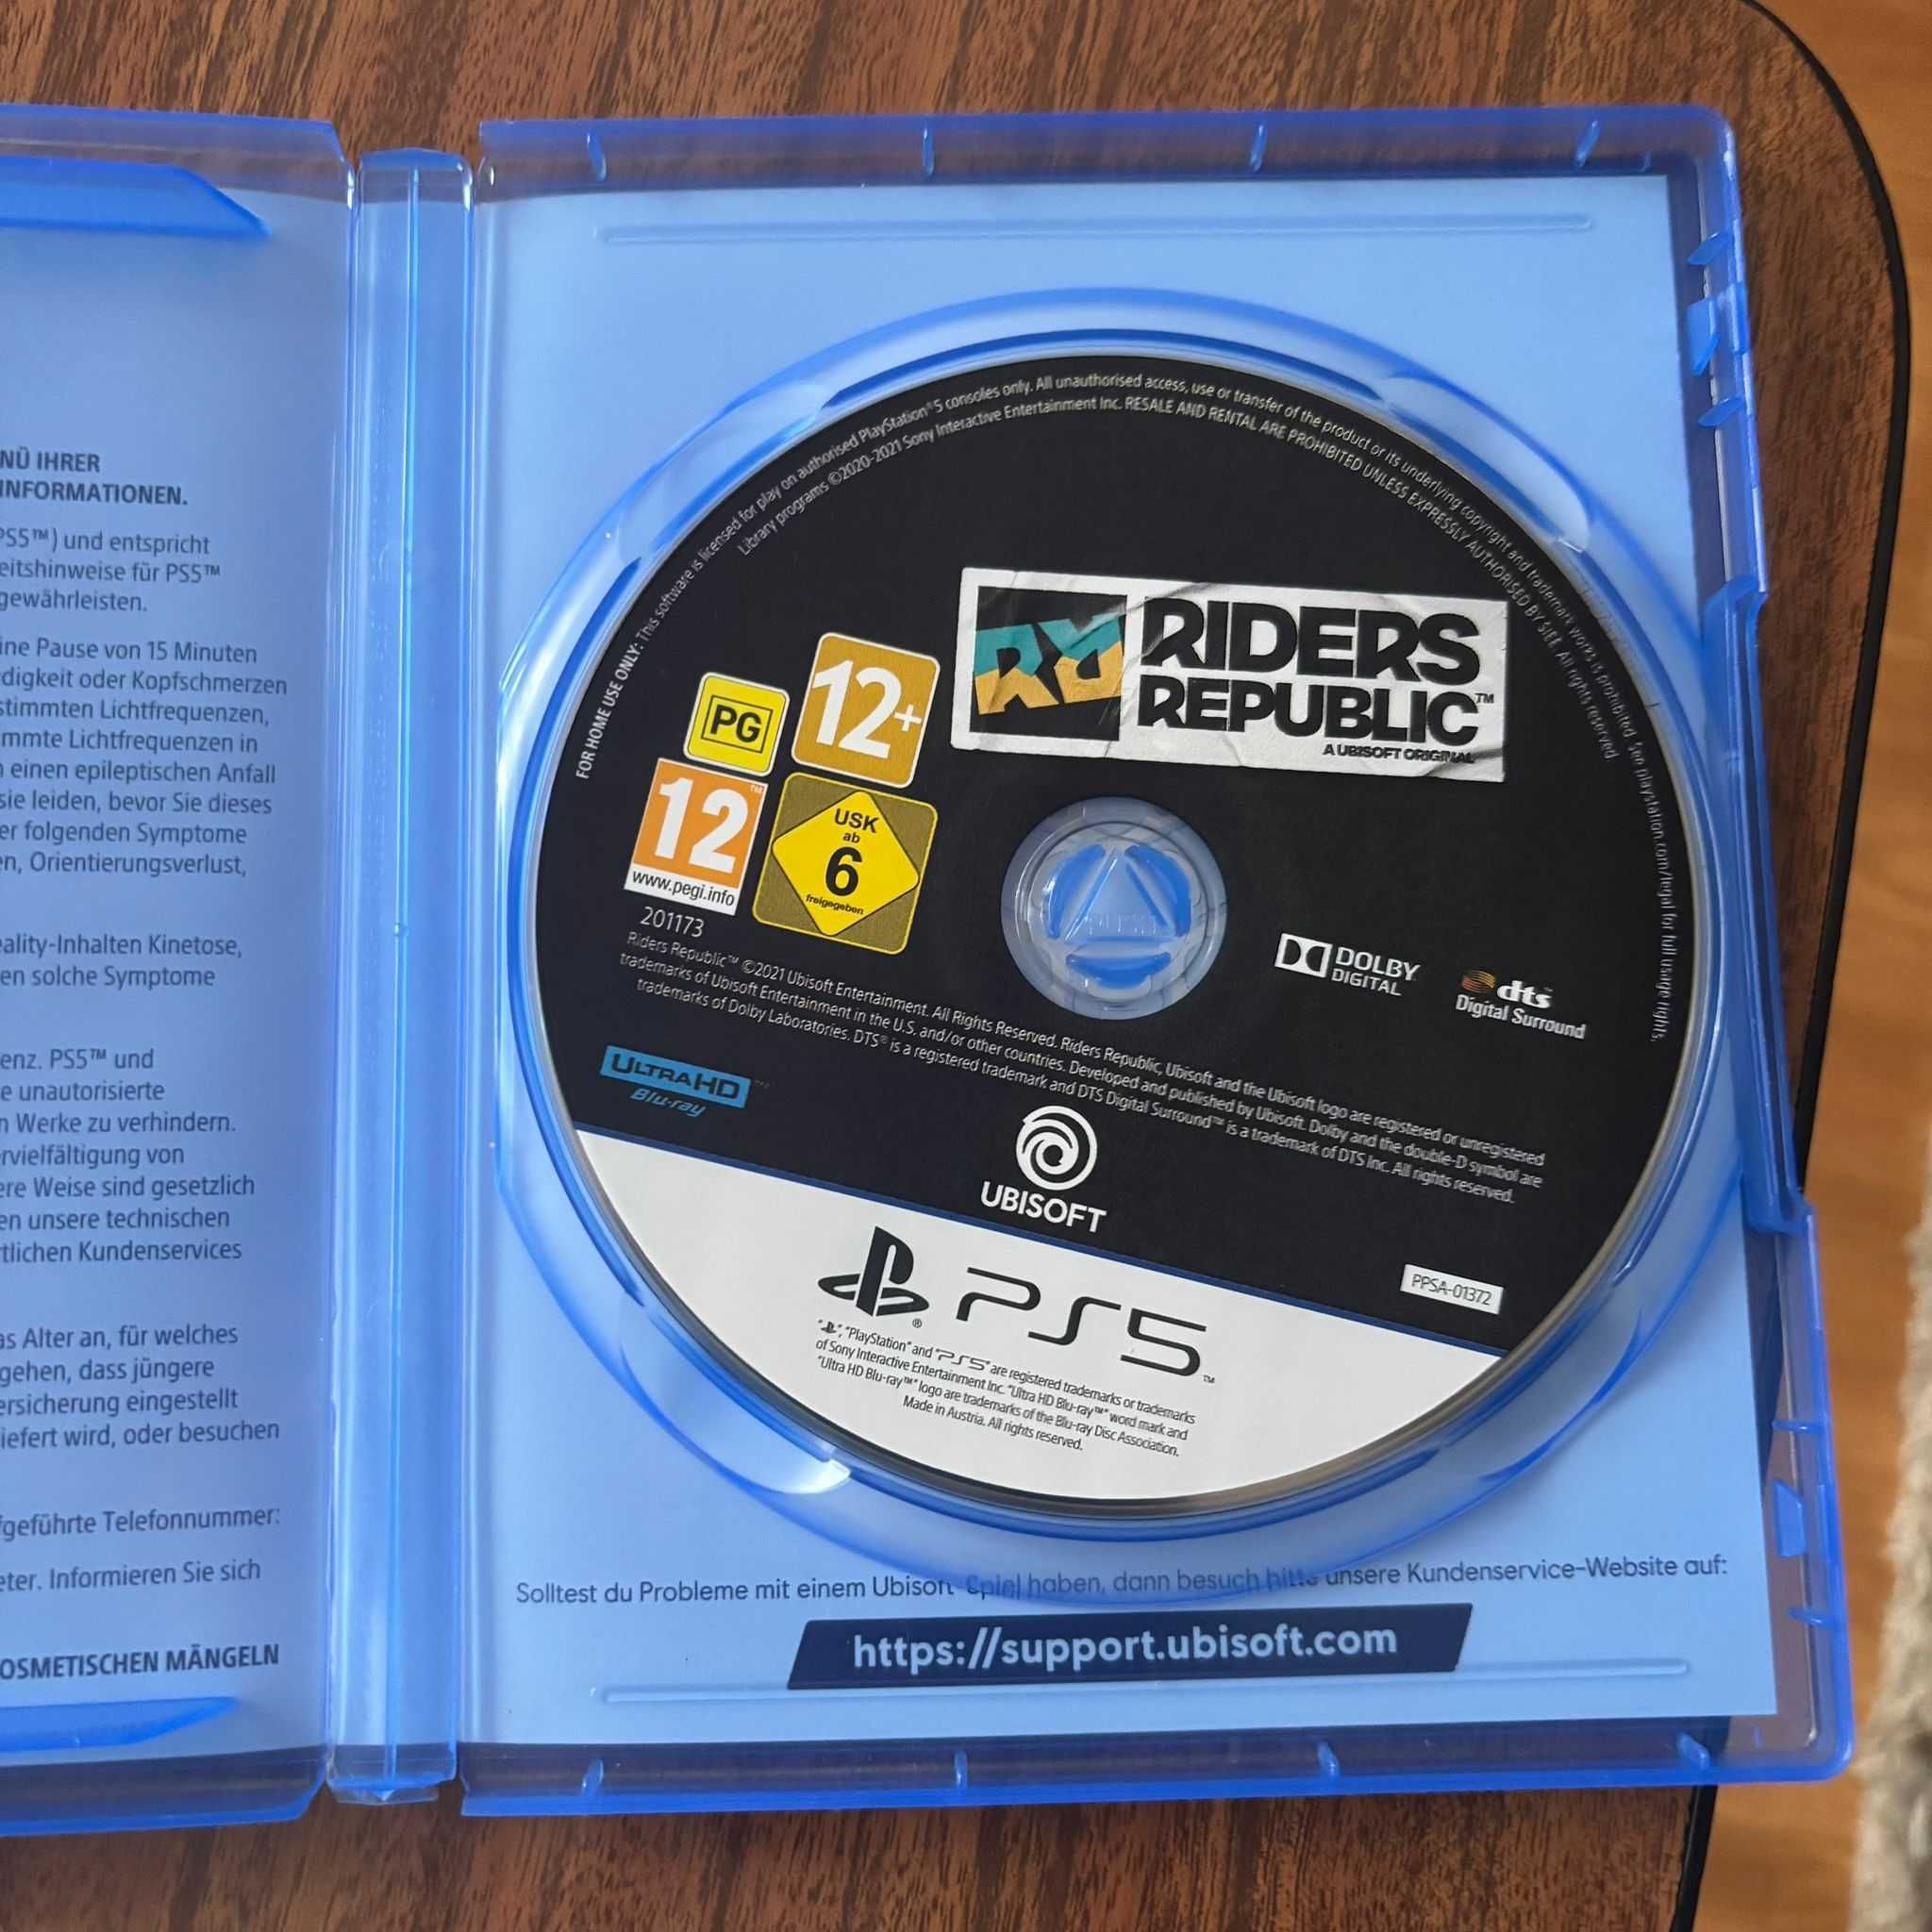 NÜ IHRER
INFORMATIONEN.
PS5™) und entspricht
eitshinweise für PS5™
gewährleisten.
ine Pause von 15 Minuten
digkeit oder Kopfschmerzen
stimmten Lichtfrequenzen,
mmte Lichtfrequenzen in
einen epileptischen Anfall
sie leiden, bevor Sie dieses
er folgenden Symptome
en, Orientierungsverlust,
eality-Inhalten Kinetose,
en solche Symptome
enz. PS5™ und
e unautorisierte
n Werke zu verhindern.
rvielfältigung von
ere Weise sind gesetzlich
en unsere technischen
tlichen Kundenservices
as Alter an, für welches
gehen, dass jüngere
ersicherung eingestellt
iefert wird, oder besuchen
fgeführte Telefonnummer:
eter. Informieren Sie sich
OSMETISCHEN MÄNGELN
FOR HOME USE ONLY: This software is licensed for play on authorised PlayStation®5 consoles only. All unauthorised access, use or transfer of the product or its underlying copyright and trademark works is prohibited. See playstation.com/legal for full usage rights.
Library programs ©2020-2021 Sony Interactive Entertainment Inc. RESALE AND RENTAL ARE PROHIBITED UNLESS EXPRESSLY AUTHORISED BY SIEE. All rights reserved
RIDERS
REPUBLIC™
A UBISOFT ORIGINAL
PG
12+
12™
www.pegi.info
USK
ab
6
freigegeben
201173
DOLBY
DIGITAL
dts™
Digital Surround
Riders Republic™ ©2021 Ubisoft Entertainment. All Rights Reserved. Riders Republic, Ubisoft and the Ubisoft logo are registered or unregistered
trademarks of Ubisoft Entertainment in the U.S. and/or other countries. Developed and published by Ubisoft. Dolby and the double-D symbol are
trademarks of Dolby Laboratories. DTS® is a registered trademark and DTS Digital Surround™ is a trademark of DTS Inc. All rights reserved.
ULTRA HD™
Blu-ray
UBISOFT
PPSA-01372
® PS5™
"", "PlayStation" and "PS5" are registered trademarks or trademarks
of Sony Interactive Entertainment Inc. "Ultra HD Blu-ray™" word mark and
"Ultra HD Blu-ray™" logo are trademarks of the Blu-ray Disc Association.
Made in Austria. All rights reserved.
Solltest du Probleme mit einem Ubisoft-Spiel haben, dann besuch bitte unsere Kundenservice-Website auf:
https://support.ubisoft.com